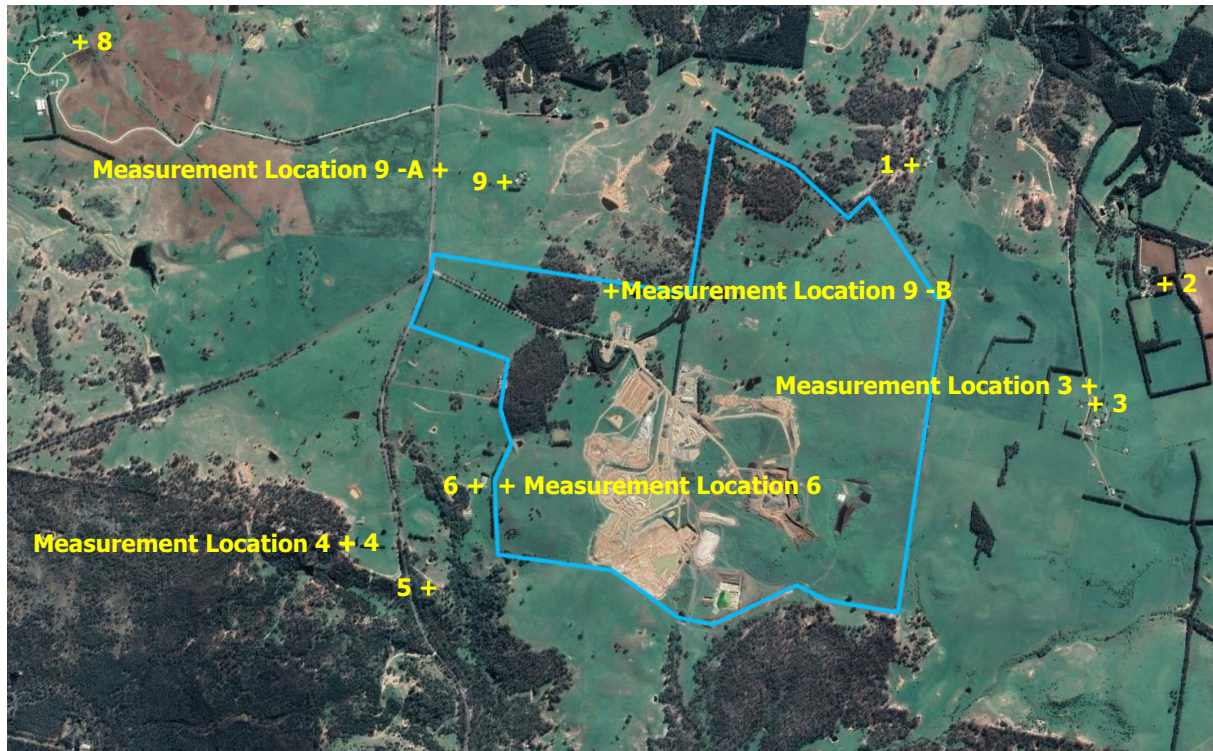 + 8
Measurement Location 9 -A +
9 +
1 +
+Measurement Location 9 -B
+ 2
Measurement Location 3 +
+ 3
6 + + Measurement Location 6
Measurement Location 4 + 4
5 +